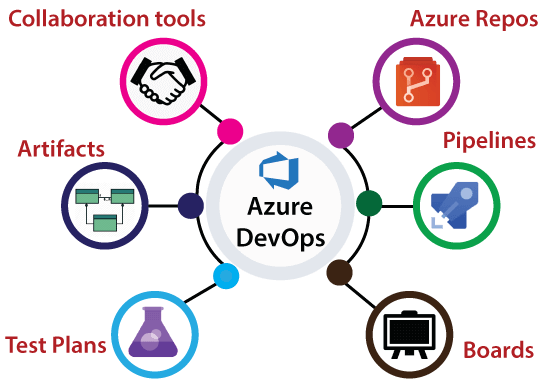 Collaboration tools
Azure Repos
Artifacts
Pipelines
Azure
DevOps
Test Plans
Boards